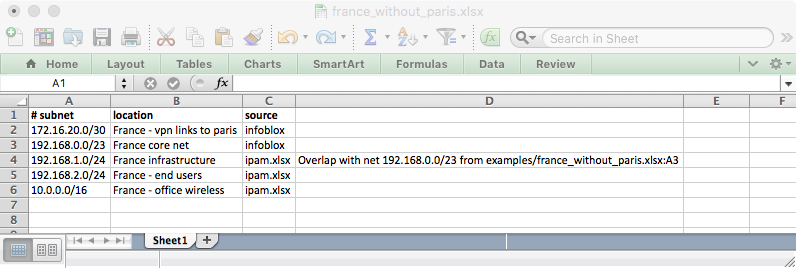 france_without_paris.xlsx
Search in Sheet
Home Layout Tables Charts SmartArt Formulas Data Review
A1 fx
A B C D E F
1 # subnet location source
2 172.16.20.0/30 France - vpn links to paris infoblox
3 192.168.0.0/23 France core net infoblox
4 192.168.1.0/24 France infrastructure ipam.xlsx Overlap with net 192.168.0.0/23 from examples/france_without_paris.xlsx:A3
5 192.168.2.0/24 France - end users ipam.xlsx
6 10.0.0.0/16 France - office wireless ipam.xlsx
7
8
9
Sheet1